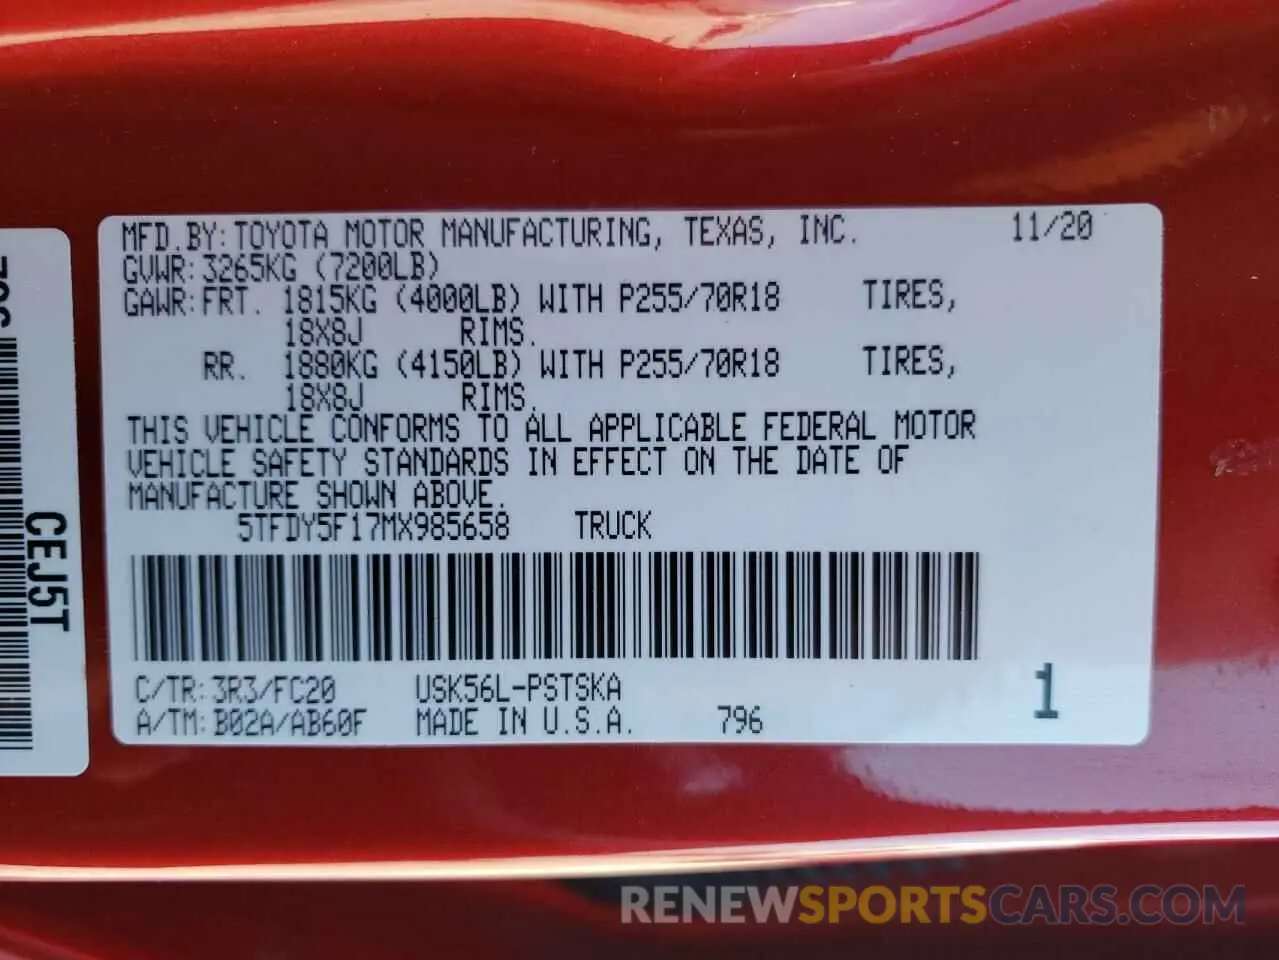 MFD.BY:TOYOTA MOTOR MANUFACTURING, TEXAS, INC. 11/20
GVWR:3265KG (7200LB)
GAWR:FRT. 1815KG (4000LB) WITH P255/70R18 TIRES,
18X8J RIMS.
RR. 1880KG (4150LB) WITH P255/70R18 TIRES,
18X8J RIMS.
THIS VEHICLE CONFORMS TO ALL APPLICABLE FEDERAL MOTOR
VEHICLE SAFETY STANDARDS IN EFFECT ON THE DATE OF
MANUFACTURE SHOWN ABOVE.
5TFDY5F17MX985658 TRUCK
C/TR:3R3/FC20 USK56L-PSTSKA
A/TM:B02A/AB60F MADE IN U.S.A. 796
1
CEJ5T
RENEWSPORTSCARS.COM